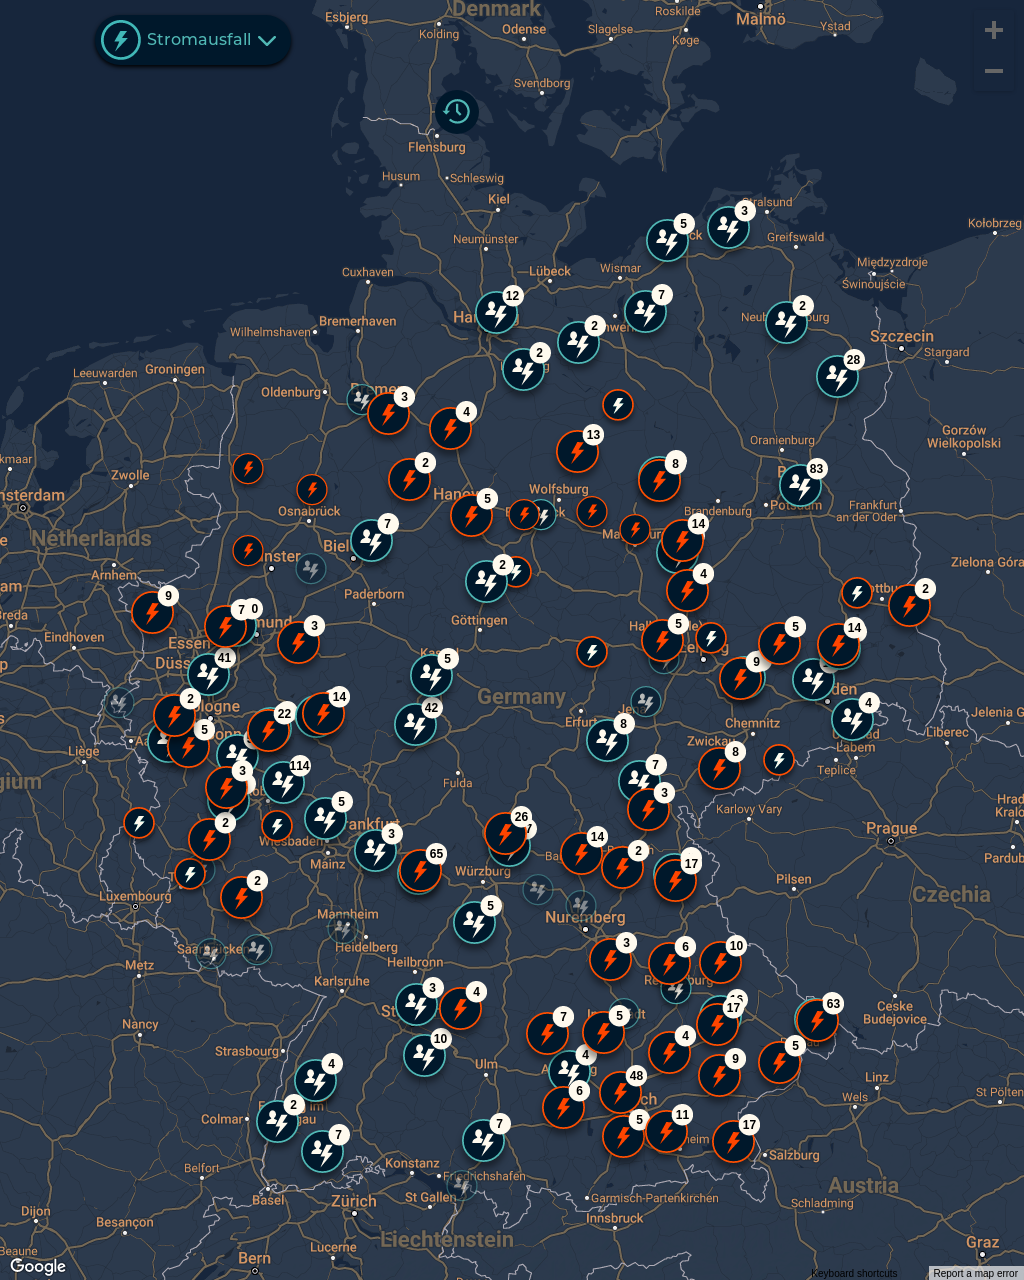 Denmark
Esbjerg
Kolding
Odense
Slagelse
Roskilde
Køge
Malmö
Ystad
Stromausfall
+
−
Svendborg
Flensburg
Husum
Schleswig
Kiel
Neumünster
Stralsund
Greifswald
Kołobrzeg
5
3
Cuxhaven
Lübeck
Wismar
Międzyzdroje
Świnoujście
12
7
2
2
Wilhelmshaven
Bremerhaven
Szczecin
Stargard
Leeuwarden
Groningen
2
28
Oldenburg
Bremen
3
4
Gorzów
Wielkopolski
Oranienburg
13
2
8
83
Zwolle
Osnabrück
Wolfsburg
5
Brandenburg
Potsdam
Frankfurt
an der Oder
Netherlands
7
14
Arnhem
2
4
Zielona Góra
Paderborn
9
7
0
2
Göttingen
5
5
14
Eindhoven
Essen
3
41
5
9
Germany
2
14
42
Erfurt
Jena
4
Chemnitz
Jelenia G
Liberec
22
5
8
Zwickau
8
Labem
Teplice
Liège
114
3
7
Fulda
3
Karlovy Vary
Prague
5
26
7
14
2
17
2
Wiesbaden
Mainz
3
65
Würzburg
Pilsen
Pardub
Luxembourg
2
Czechia
Mannheim
5
Nuremberg
Heidelberg
Metz
Heilbronn
3
6
10
Karlsruhe
3
4
Ceske
Budejovice
Nancy
10
7
5
17
63
Strasbourg
4
4
9
5
Ulm
Linz
Wels
St Pölten
Colmar
2
6
48
7
7
5
11
17
Salzburg
Belfort
Konstanz
Friedrichshafen
Basel
Zürich
St Gallen
Garmisch-Partenkirchen
Austria
Schladming
Dijon
Besançon
Innsbruck
Liechtenstein
Lucerne
Bern
Graz
Beaune
Google
Keyboard shortcuts
Report a map error